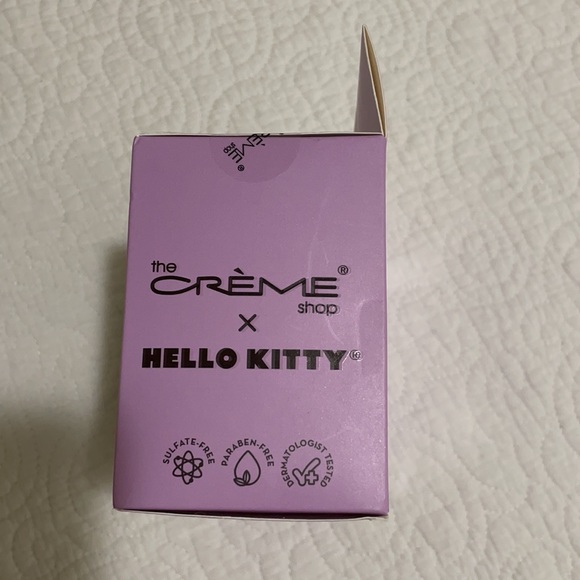 the
CRÈME®
shop
X
HELLO KITTY®
SULFATE-FREE
PARABEN-FREE
DERMATOLOGIST TESTED